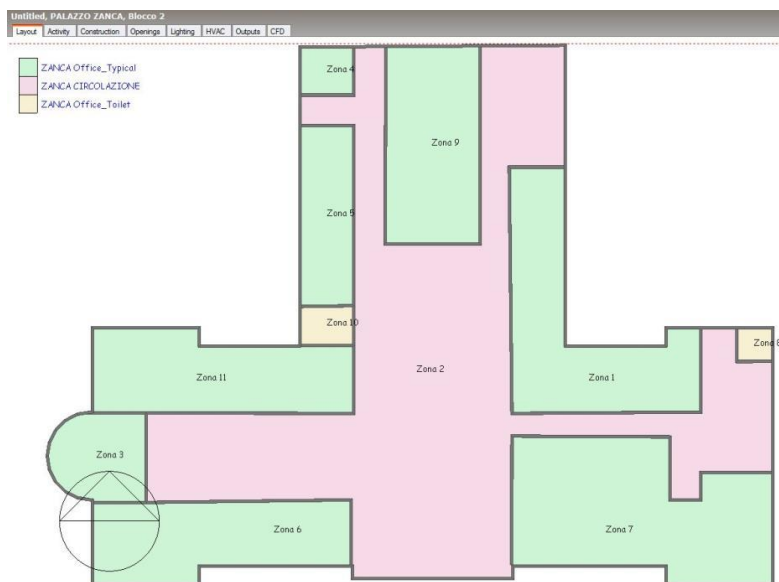 Untitled, PALAZZO ZANCA, Blocco 2
Layout Activity Construction Openings Lighting HVAC Outputs CFD
ZANCA Office_Typical
ZANCA CIRCOLAZIONE
ZANCA Office_Toilet
Zona 4
Zona 9
Zona 5
Zona 10
Zona 8
Zona 11
Zona 2
Zona 1
Zona 3
Zona 6
Zona 7